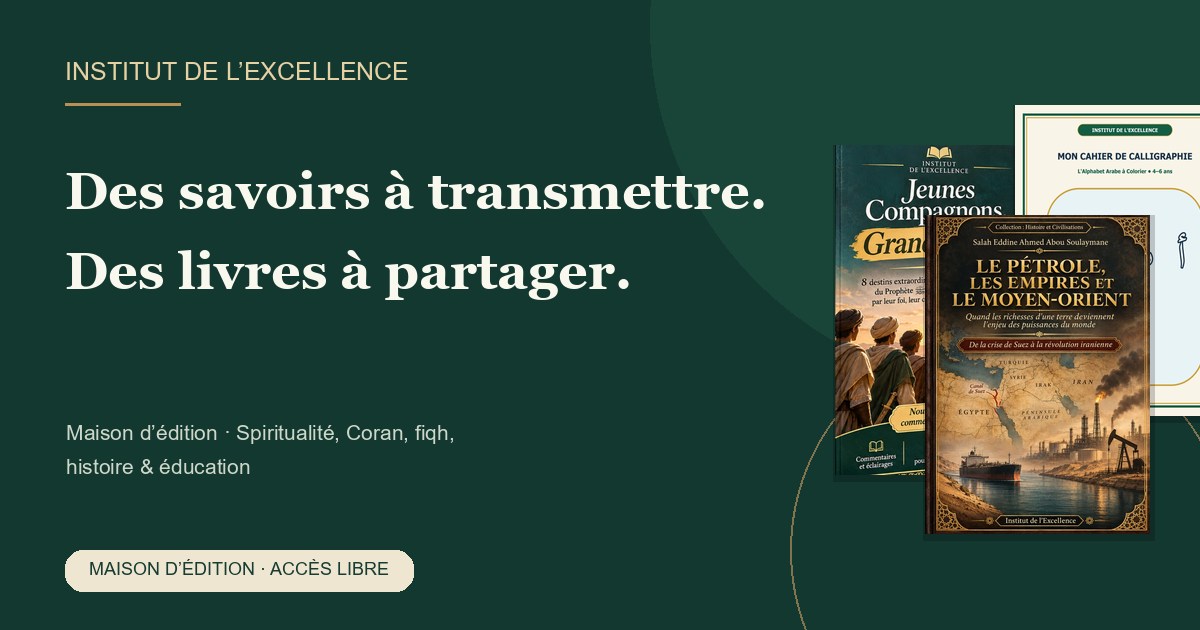 INSTITUT DE L’EXCELLENCE
Des savoirs à transmettre.
Des livres à partager.
Maison d’édition · Spiritualité, Coran, fiqh,
histoire & éducation
MAISON D’ÉDITION · ACCÈS LIBRE
INSTITUT
DE L’EXCELLENCE
Jeunes
Compagnons
8 destins
du Prophète
par leur foi, leur
Commentaires
et éclairages
INSTITUT DE L’EXCELLENCE
MON CAHIER DE CALLIGRAPHIE
L’Alphabet Arabe à Colorier • 4–6 ans
Collection : Histoire et Civilisations
Salah Eddine Ahmed Abou Soulaymane
LE PÉTROLE,
LES EMPIRES ET
LE MOYEN-ORIENT
Quand les richesses d’une terre deviennent
l’enjeu des puissances du monde
De la crise de Suez à la révolution iranienne
TURQUIE
SYRIE
IRAK
IRAN
Canal
de Suez
ÉGYPTE
PÉNINSULE
ARABIQUE
Institut de l’Excellence